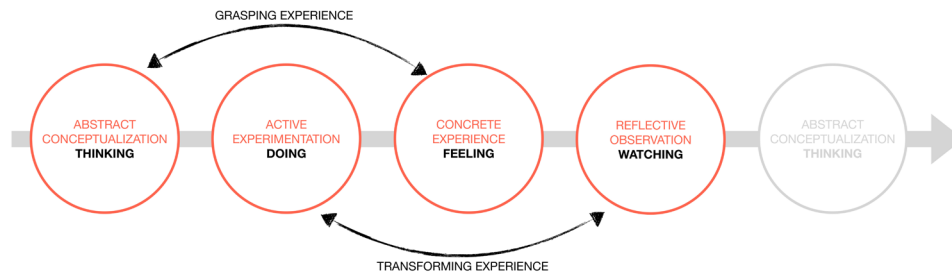 GRASPING EXPERIENCE
ABSTRACT
CONCEPTUALIZATION
THINKING
ACTIVE
EXPERIMENTATION
DOING
CONCRETE
EXPERIENCE
FEELING
REFLECTIVE
OBSERVATION
WATCHING
ABSTRACT
CONCEPTUALIZATION
THINKING
TRANSFORMING EXPERIENCE